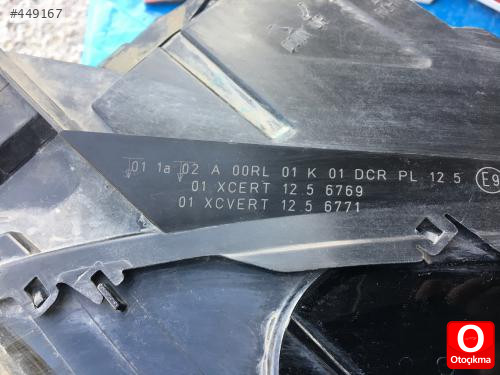 #449167
01 1a 02 A 00RL 01 K 01 DCR PL 12.5 E9
01 XCERT 12.5 6769
01 XCVERT 12.5 6771
O
Otoçıkma